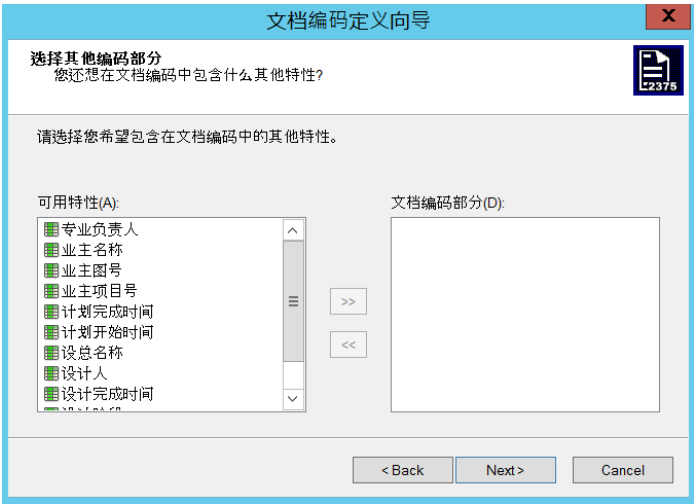 文档编码定义向导
X
选择其他编码部分
您还想在文档编码中包含什么其他特性?
2375
请选择您希望包含在文档编码中的其他特性。
可用特性(A):
文档编码部分(D):
专业负责人
业主名称
业主图号
业主项目号
计划完成时间
计划开始时间
设总名称
设计人
设计完成时间
>>
<<
< Back
Next >
Cancel